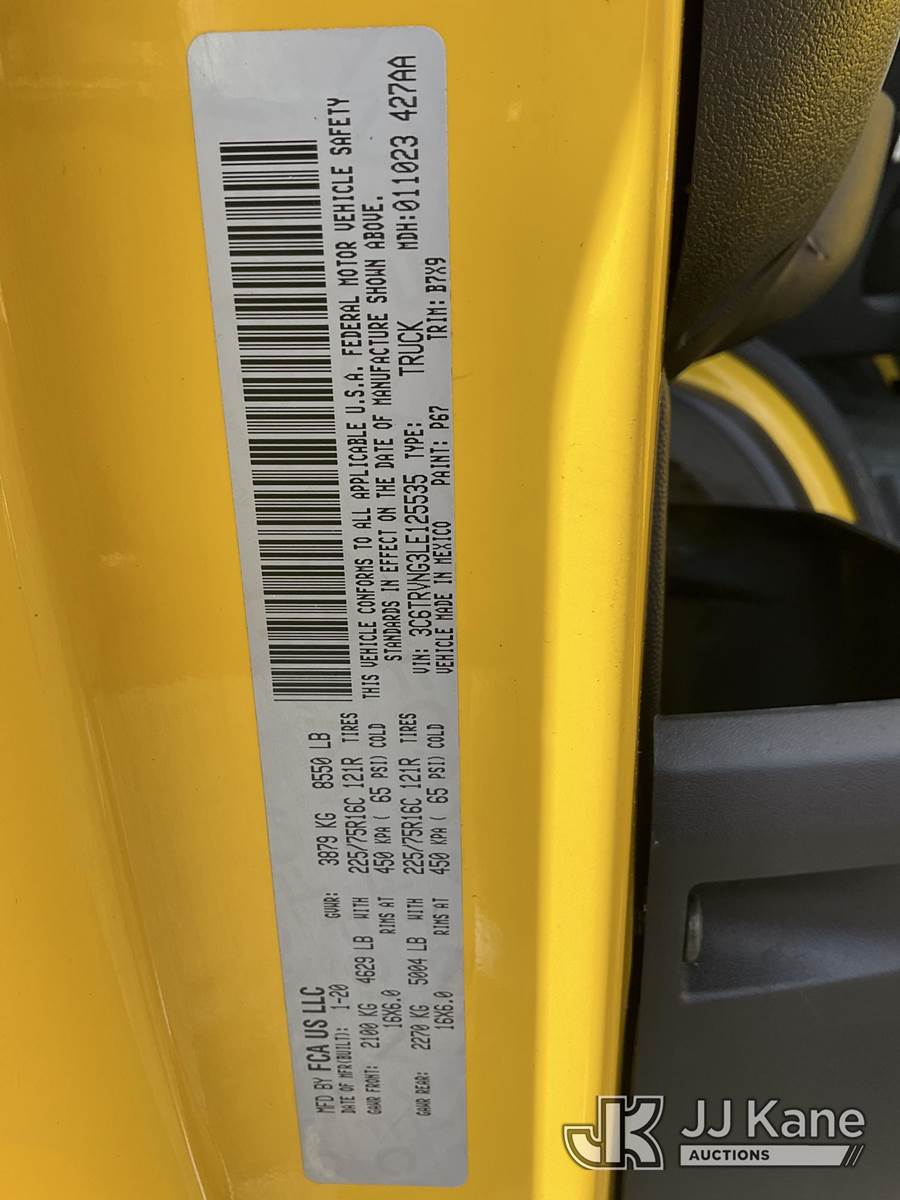 MFD BY FCA US LLC
DATE OF MFR(BUILT): 1-20 GVWR: 3879 KG 8550 LB
GAWR FRONT: 2100 KG 4629 LB WITH 225/75R16C 121R TIRES
16X6.0 RIMS AT 450 KPA ( 65 PSI) COLD
GAWR REAR: 2270 KG 5004 LB WITH 225/75R16C 121R TIRES
16X6.0 RIMS AT 450 KPA ( 65 PSI) COLD
THIS VEHICLE CONFORMS TO ALL APPLICABLE U.S.A. FEDERAL MOTOR VEHICLE SAFETY
STANDARDS IN EFFECT ON THE DATE OF MANUFACTURE SHOWN ABOVE.
VIN: 3C6TRVNG3LE125535 TYPE: TRUCK MDH:011023 427AA
VEHICLE MADE IN MEXICO PAINT: P67 TRIM: B7X9
JK JJ Kane
AUCTIONS